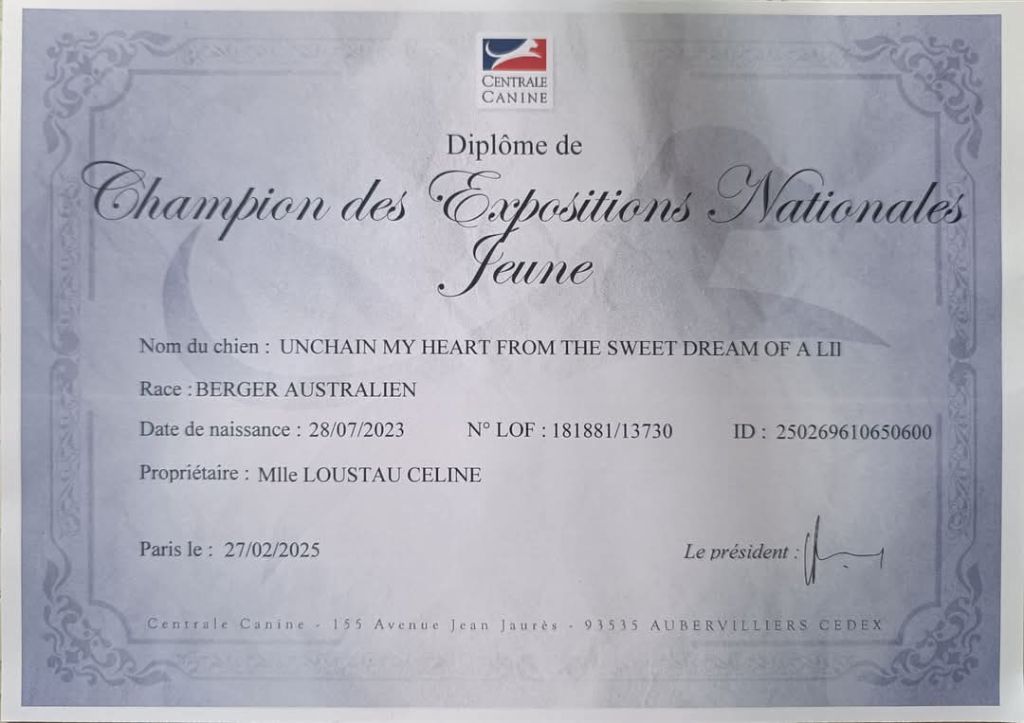 CENTRALE
CANINE
Diplôme de
Champion des Expositions Nationales
Jeune
Nom du chien : UNCHAIN MY HEART FROM THE SWEET DREAM OF A LII
Race : BERGER AUSTRALIEN
Date de naissance : 28/07/2023 N° LOF : 181881/13730 ID : 250269610650600
Propriétaire : Mlle LOUSTAU CELINE
Paris le : 27/02/2025 Le président :
Centrale Canine - 155 Avenue Jean Jaurès - 93535 AUBERVILLIERS CEDEX